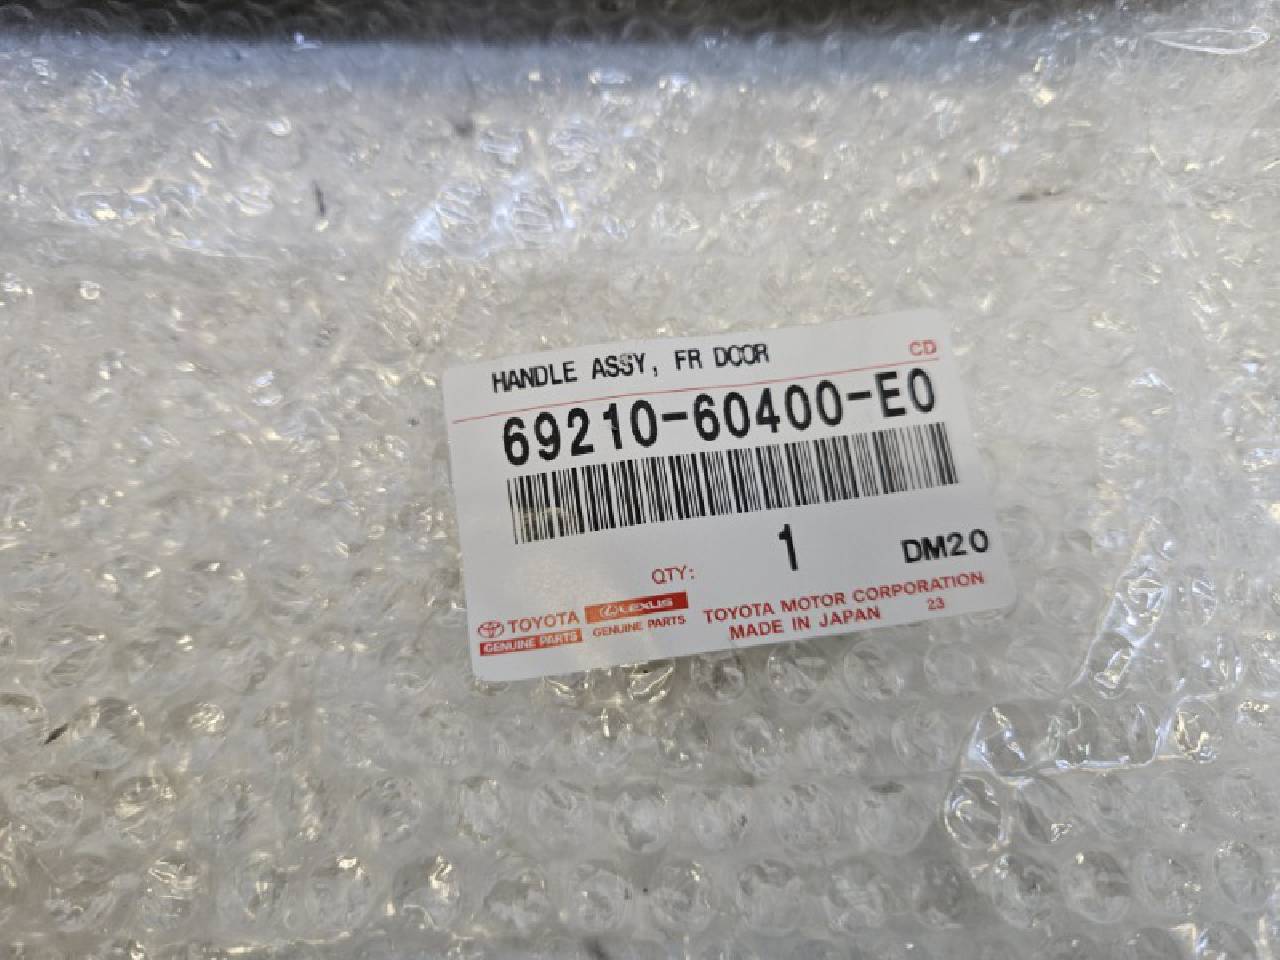 HANDLE ASSY, FR DOOR
CD
69210-60400-E0
QTY: 1 DM20
TOYOTA
GENUINE PARTS
LEXUS
GENUINE PARTS
TOYOTA MOTOR CORPORATION
MADE IN JAPAN 23